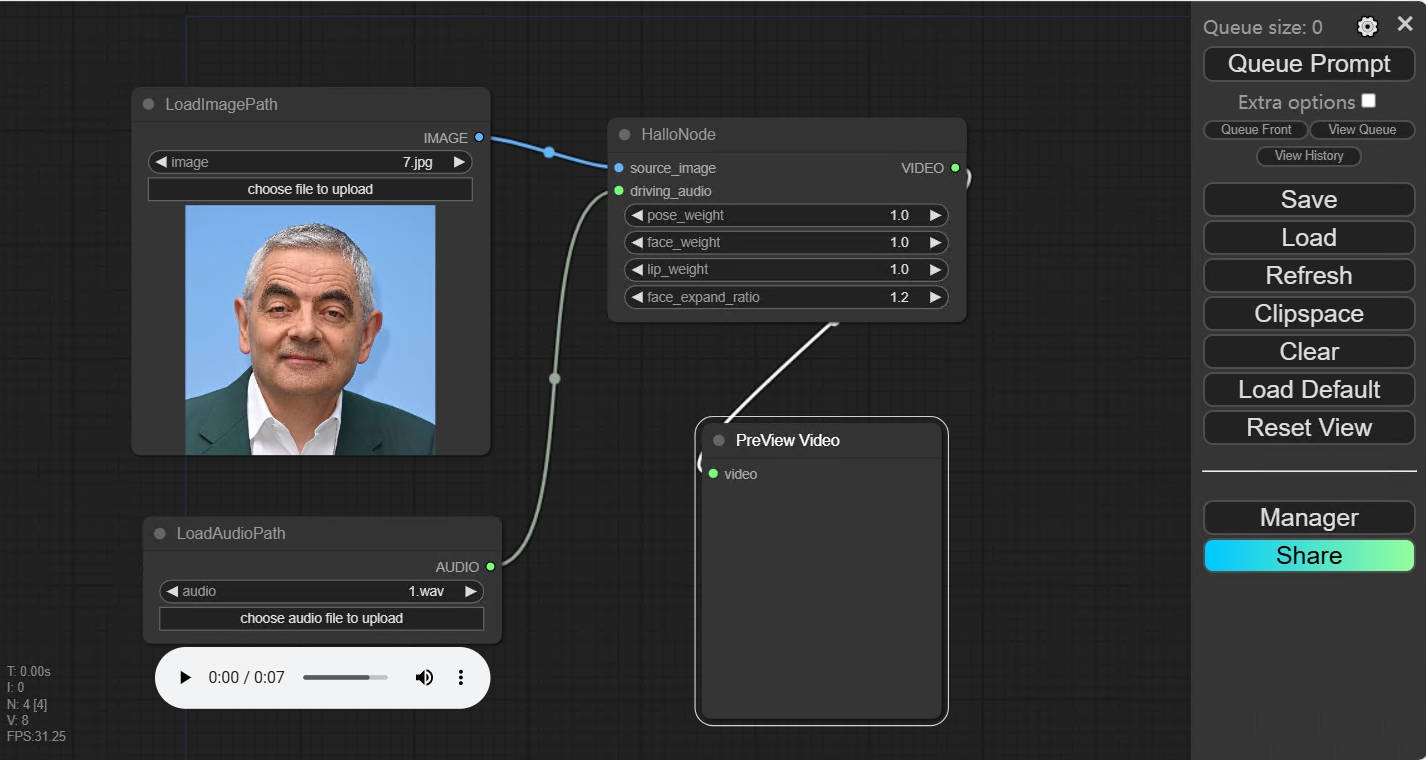 LoadImagePath
IMAGE
image 7.jpg
choose file to upload
LoadAudioPath
AUDIO
audio 1.wav
choose audio file to upload
0:00 / 0:07
T: 0.00s
I: 0
N: 4 [4]
V: 8
FPS:31.25
HalloNode
source_image VIDEO
driving_audio
pose_weight 1.0
face_weight 1.0
lip_weight 1.0
face_expand_ratio 1.2
PreView Video
video
Queue size: 0
Queue Prompt
Extra options
Queue Front View Queue
View History
Save
Load
Refresh
Clipspace
Clear
Load Default
Reset View
Manager
Share